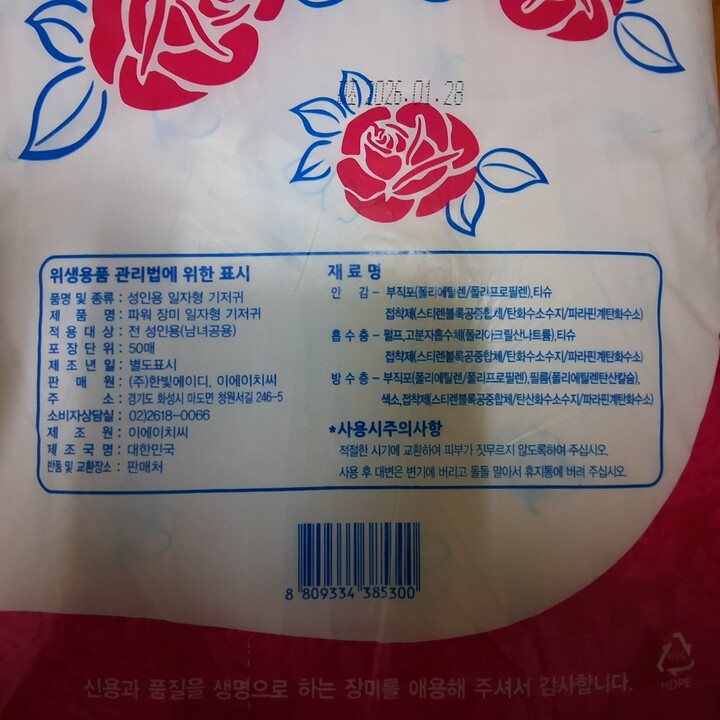 2026.01.28
위생용품 관리법에 위한 표시
품명 및 종류 : 성인용 일자형 기저귀
제 품 명 : 파워 장미 일자형 기저귀
적 용 대 상 : 전 성인용(남녀공용)
포 장 단 위 : 50매
제 조 년 일 : 별도표시
판 매 원 : (주)한빛에이디, 이에이치씨
주 소 : 경기도 화성시 마도면 청원서길 246-5
소비자상담실 : 02)2618-0066
제 조 원 : 이에이치씨
제 조 국 명 : 대한민국
반품 및 교환장소 : 판매처
재 료 명
안 감 - 부직포(폴리에틸렌/폴리프로필렌),티슈
접착제(스티렌블록공중합체/탄화수소수지/파라핀계탄화수소)
흡 수 층 - 펄프,고분자흡수체(폴리아크릴산나트륨),티슈
접착제(스티렌블록공중합체/탄화수소수지/파라핀계탄화수소)
방 수 층 - 부직포(폴리에틸렌/폴리프로필렌),필름(폴리에틸렌탄산칼슘),
색소,접착제(스티렌블록공중합체/탄산화수소수지/파라핀계탄화수소)
*사용시주의사항
적절한 시기에 교환하여 피부가 짓무르지 않도록하여 주십시오.
사용 후 대변은 변기에 버리고 돌돌 말아서 휴지통에 버려 주십시오.
8 809334 385300
HDPE
신용과 품질을 생명으로 하는 장미를 애용해 주셔서 감사합니다.